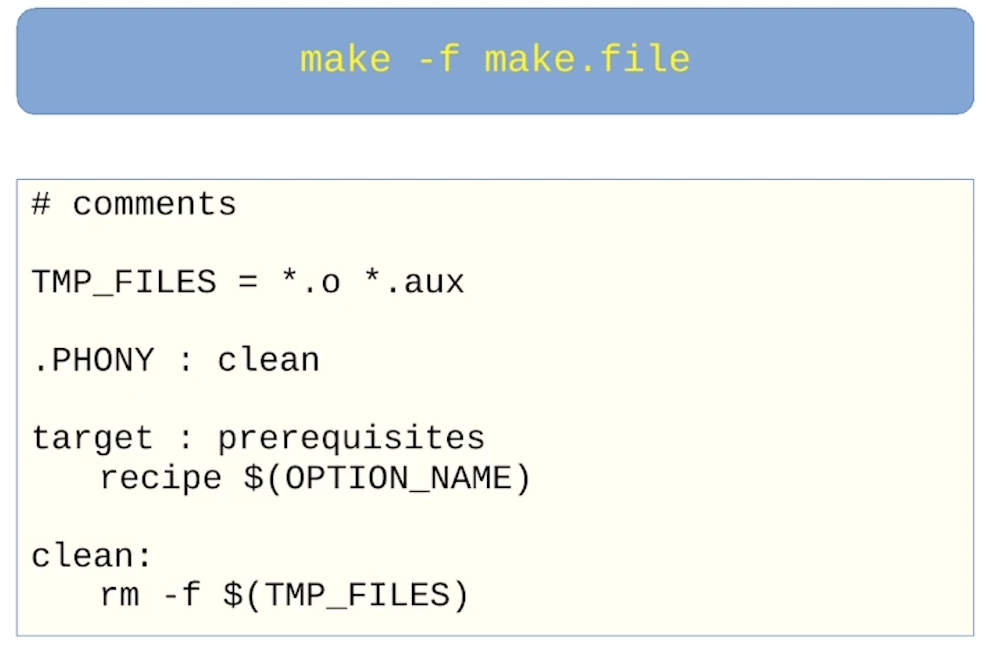 make -f make.file
# comments
TMP_FILES = *.o *.aux
.PHONY : clean
target : prerequisites
recipe $(OPTION_NAME)
clean:
rm -f $(TMP_FILES)